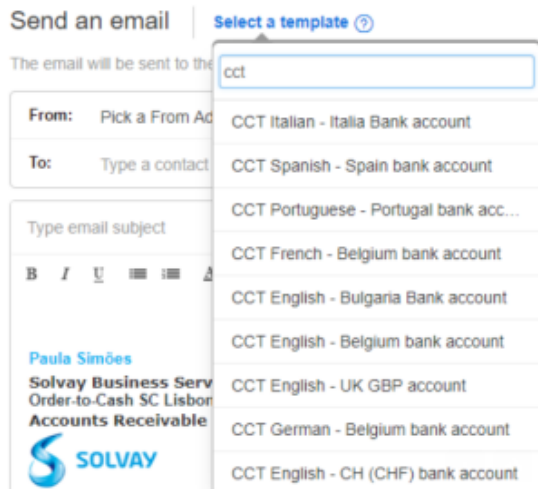 Send an email
Select a template ?
The email will be sent to the
cct
From: Pick a From Ad
To: Type a contact
Type email subject
B I U A
CCT Italian - Italia Bank account
CCT Spanish - Spain bank account
CCT Portuguese - Portugal bank acc...
CCT French - Belgium bank account
CCT English - Bulgaria Bank account
CCT English - Belgium bank account
CCT English - UK GBP account
CCT German - Belgium bank account
CCT English - CH (CHF) bank account
Paula Simões
Solvay Business Serv
Order-to-Cash SC Lisbon
Accounts Receivable
SOLVAY